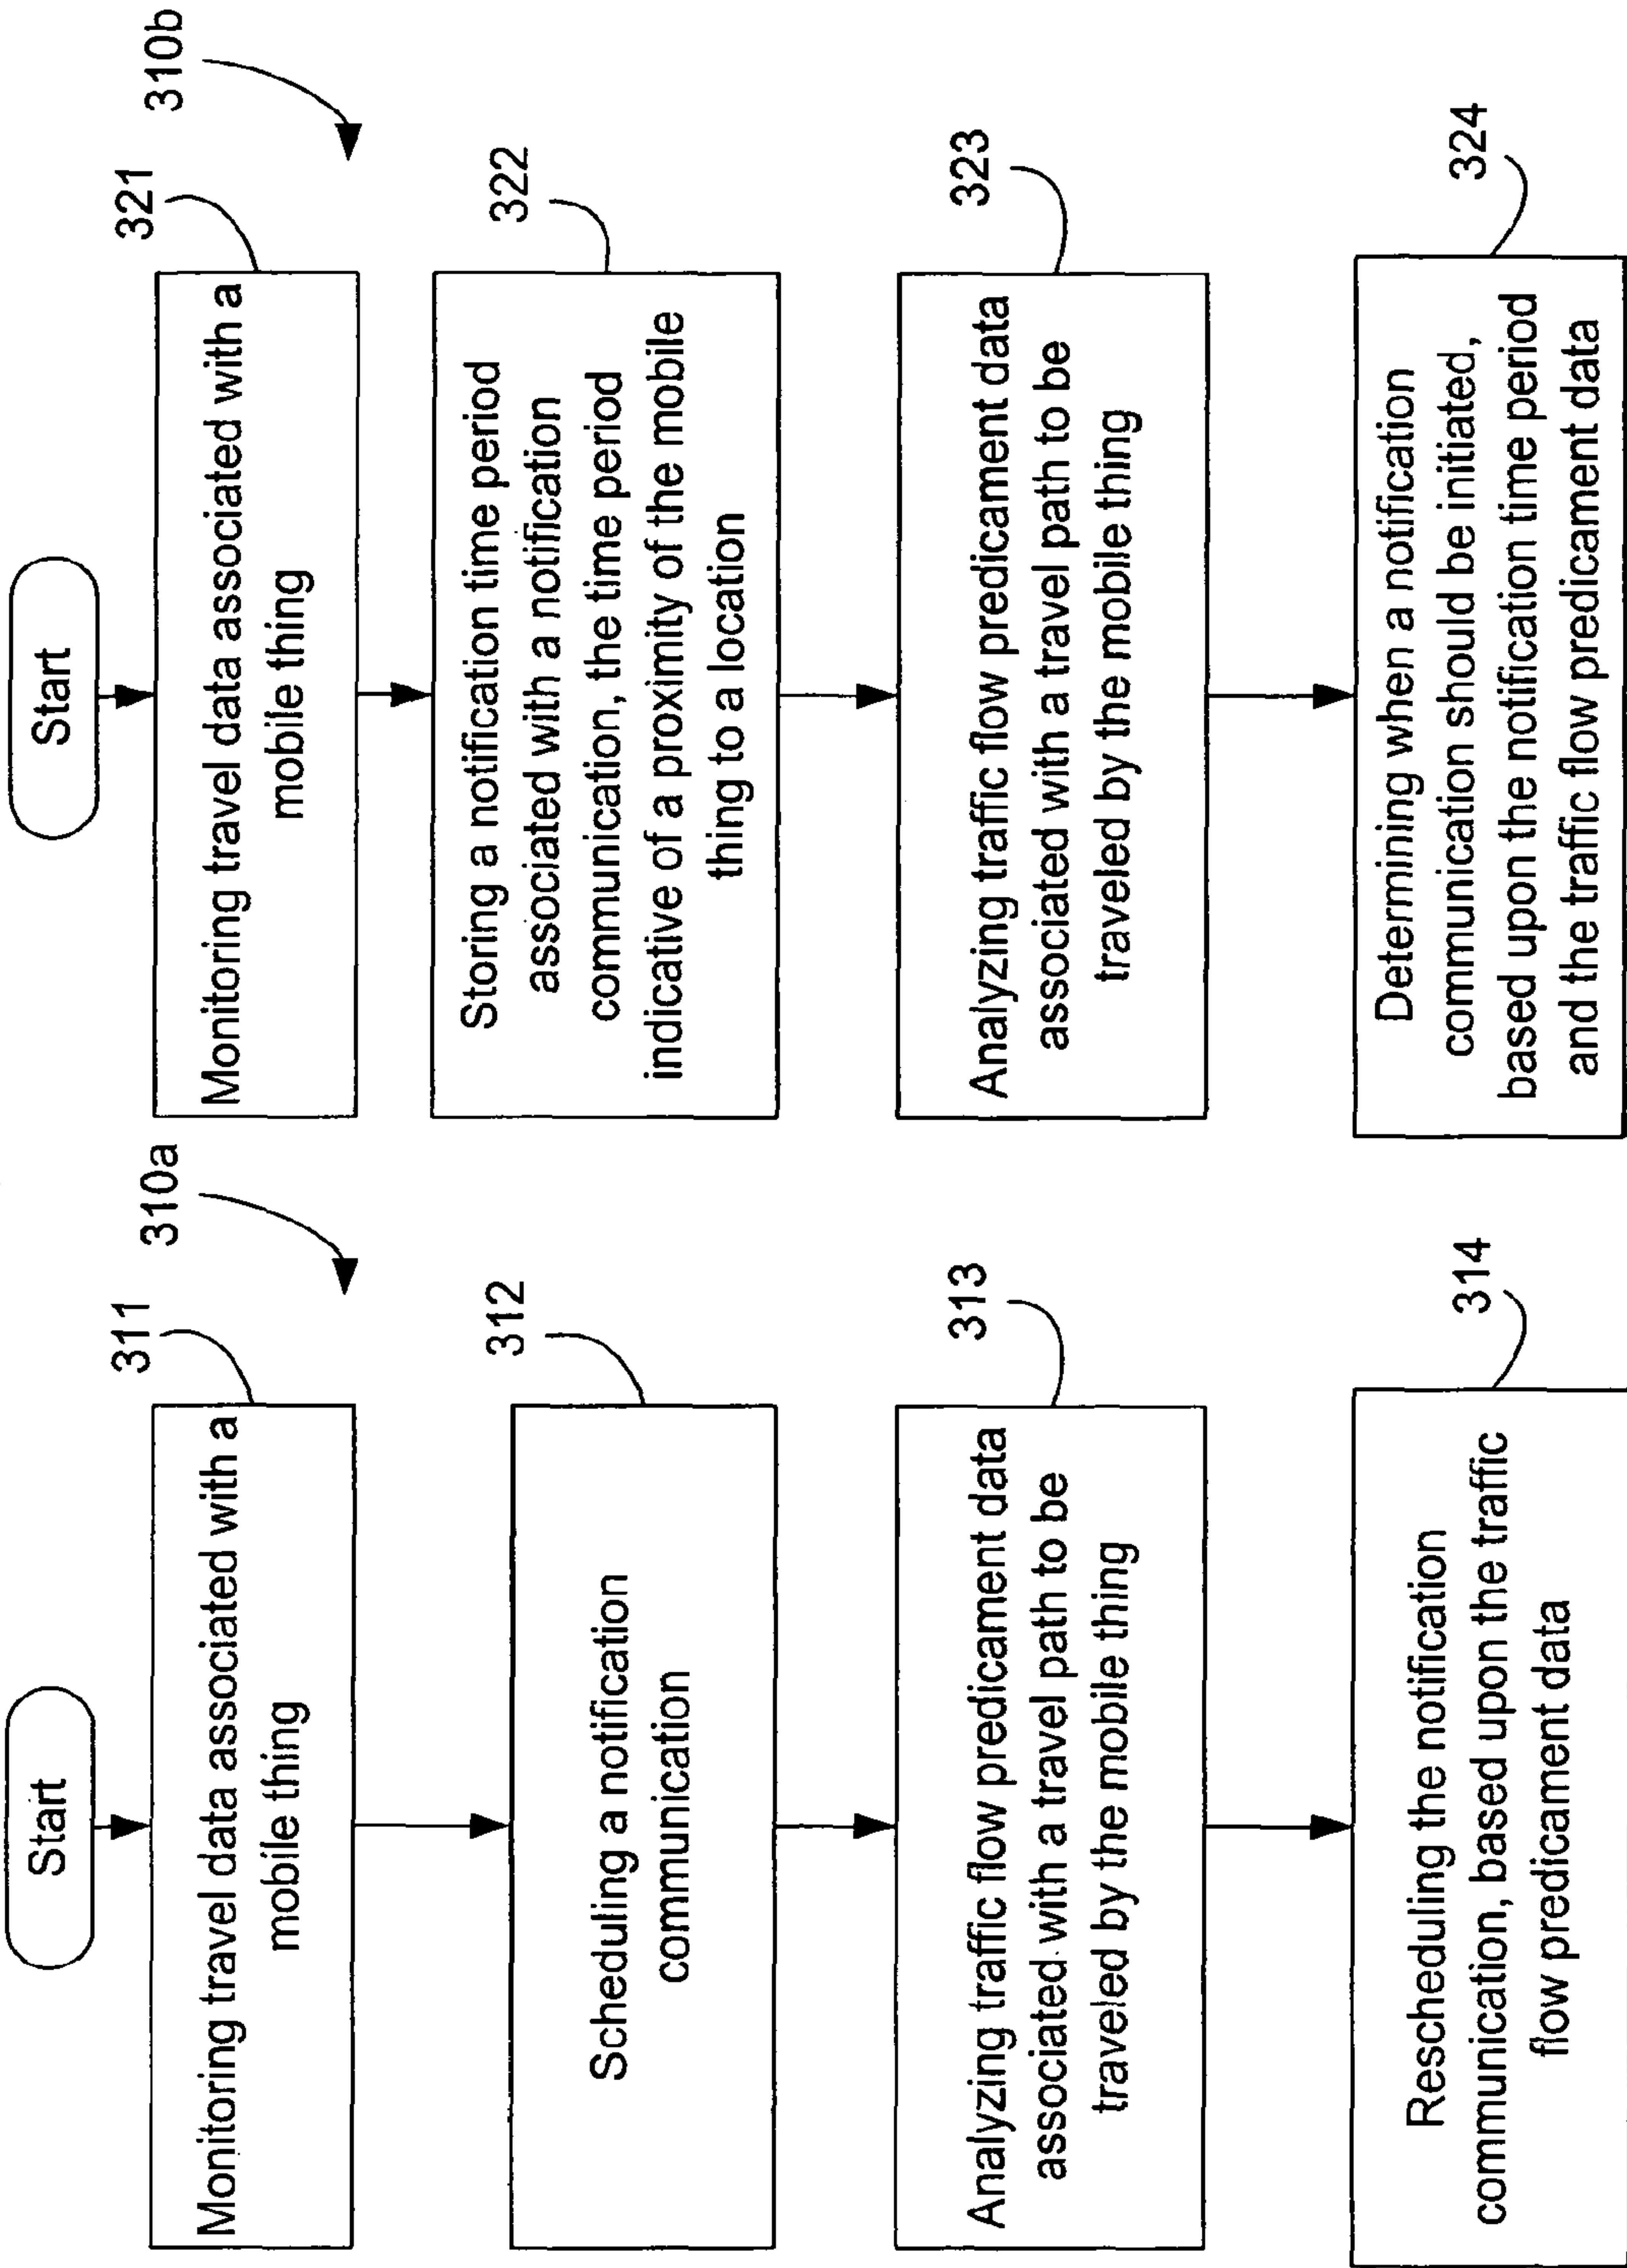 310a
Start
311
Monitoring travel data associated with a
mobile thing
312
Scheduling a notification
communication
313
Analyzing traffic flow predicament data
associated with a travel path to be
traveled by the mobile thing
314
Rescheduling the notification
communication, based upon the traffic
flow predicament data
310b
Start
321
Monitoring travel data associated with a
mobile thing
322
Storing a notification time period
associated with a notification
communication, the time period
indicative of a proximity of the mobile
thing to a location
323
Analyzing traffic flow predicament data
associated with a travel path to be
traveled by the mobile thing
324
Determining when a notification
communication should be initiated,
based upon the notification time period
and the traffic flow predicament data